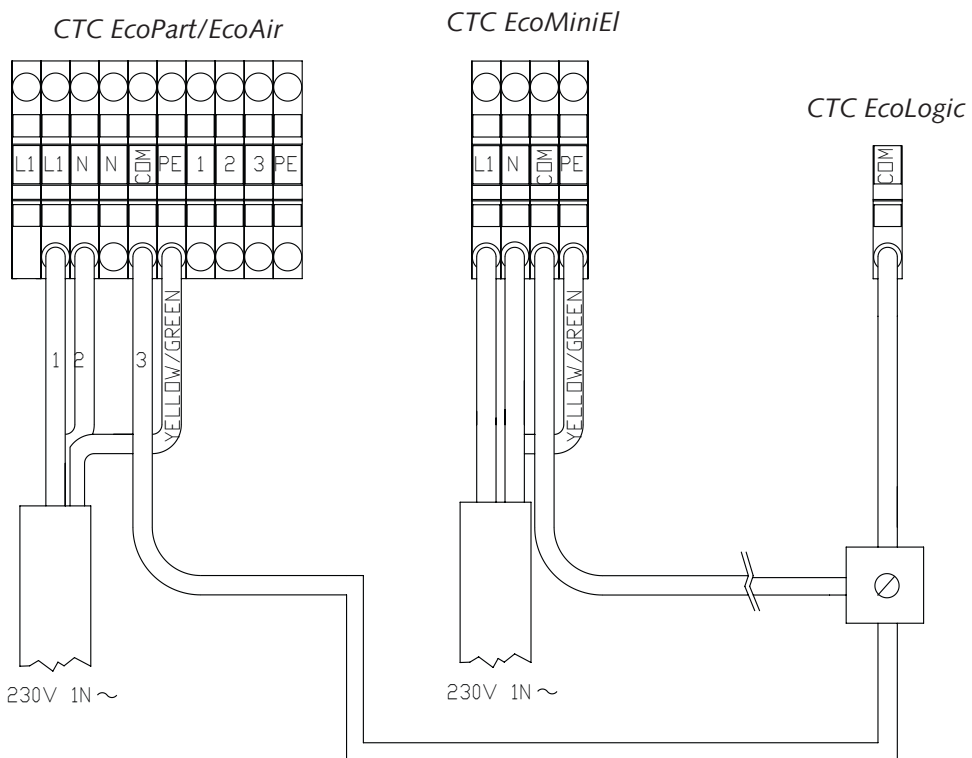 CTC EcoPart/EcoAir
CTC EcoMiniEl
CTC EcoLogic
L1 L1 N N COM PE 1 2 3 PE
L1 N COM PE
COM
1 2 3 YELLOW/GREEN
YELLOW/GREEN
230V 1N ~
230V 1N ~